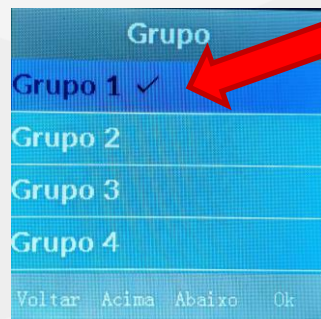 Grupo
Grupo 1 ✓
Grupo 2
Grupo 3
Grupo 4
Voltar Acima Abaixo Ok